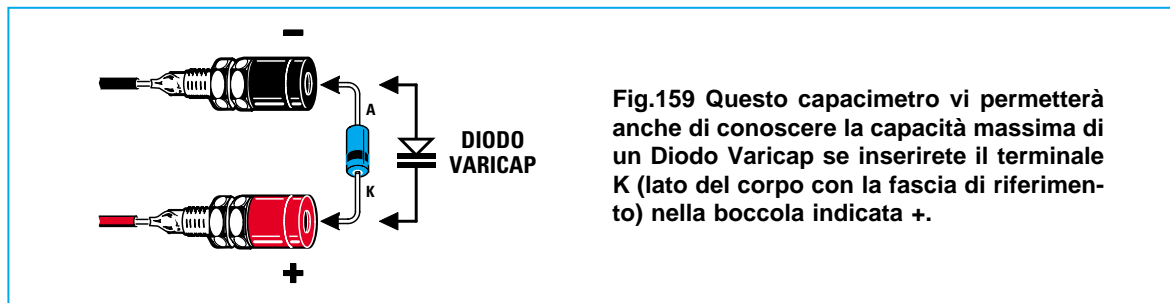 -
A
DIODO
VARICAP
K
+
Fig.159 Questo capacimetro vi permetterà
anche di conoscere la capacità massima di
un Diodo Varicap se inserirete il terminale
K (lato del corpo con la fascia di riferimen-
to) nella boccola indicata +.